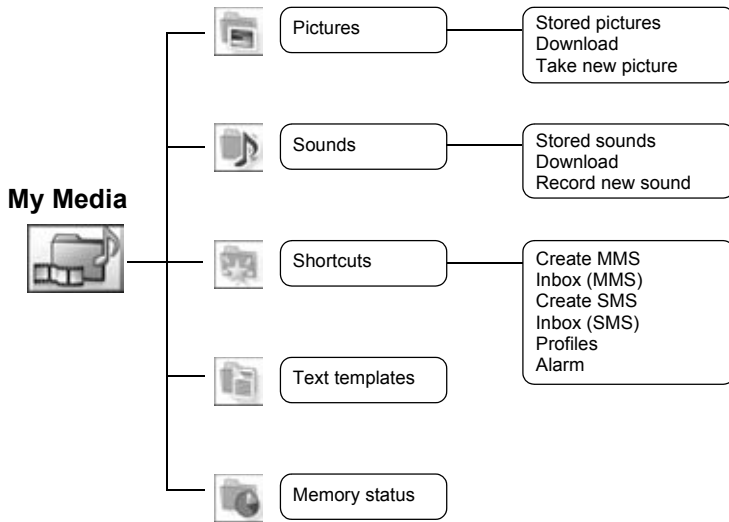 My Media
Pictures
Stored pictures
Download
Take new picture
Sounds
Stored sounds
Download
Record new sound
Shortcuts
Create MMS
Inbox (MMS)
Create SMS
Inbox (SMS)
Profiles
Alarm
Text templates
Memory status